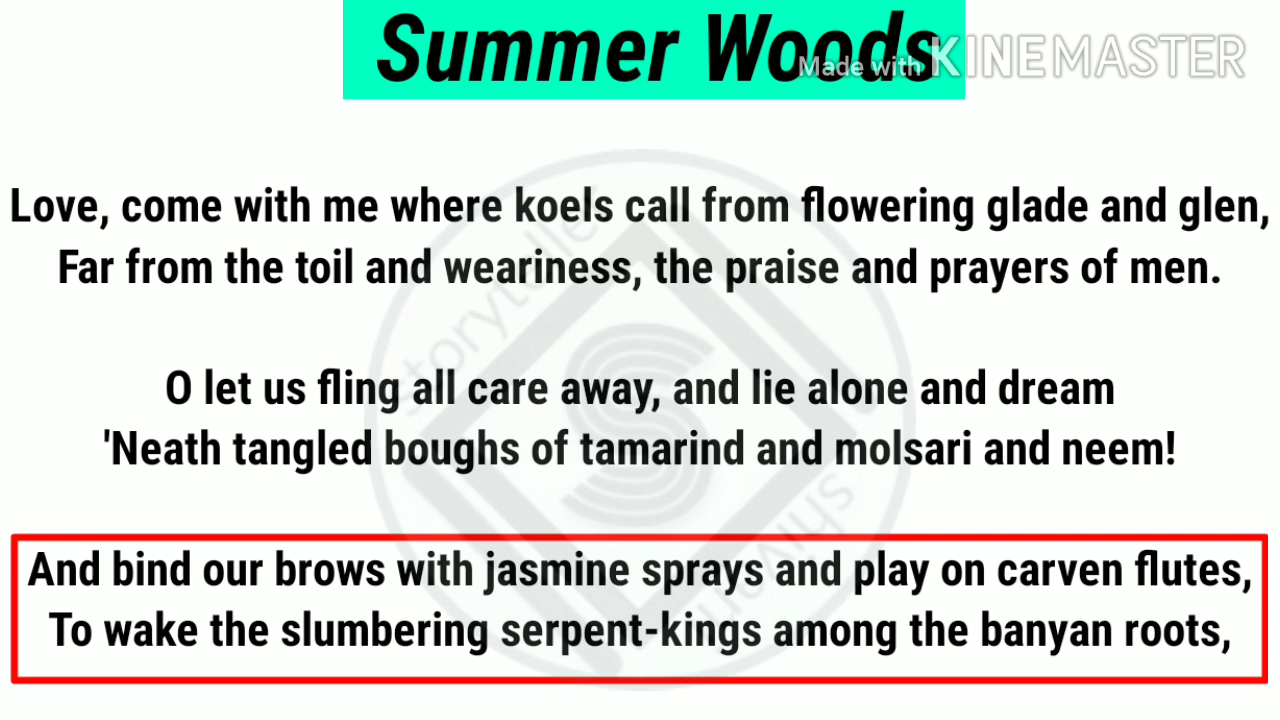 Summer Woods
Made with KINEMASTER
Love, come with me where koels call from flowering glade and glen,
Far from the toil and weariness, the praise and prayers of men.
O let us fling all care away, and lie alone and dream
'Neath tangled boughs of tamarind and molsari and neem!
And bind our brows with jasmine sprays and play on carven flutes,
To wake the slumbering serpent-kings among the banyan roots,